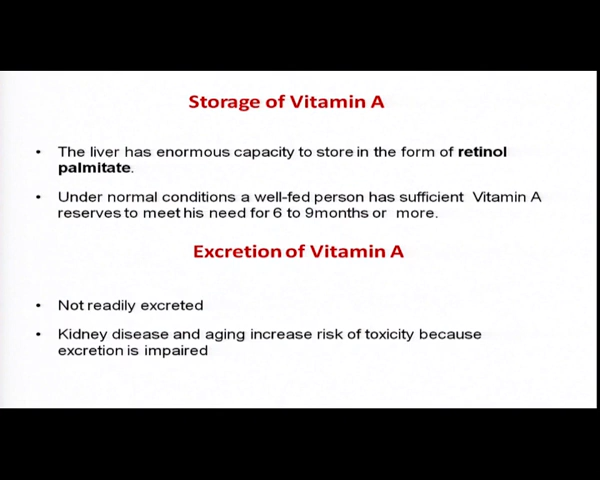 Storage of Vitamin A
• The liver has enormous capacity to store in the form of retinol
palmitate.
• Under normal conditions a well-fed person has sufficient Vitamin A
reserves to meet his need for 6 to 9months or more.
Excretion of Vitamin A
• Not readily excreted
• Kidney disease and aging increase risk of toxicity because
excretion is impaired